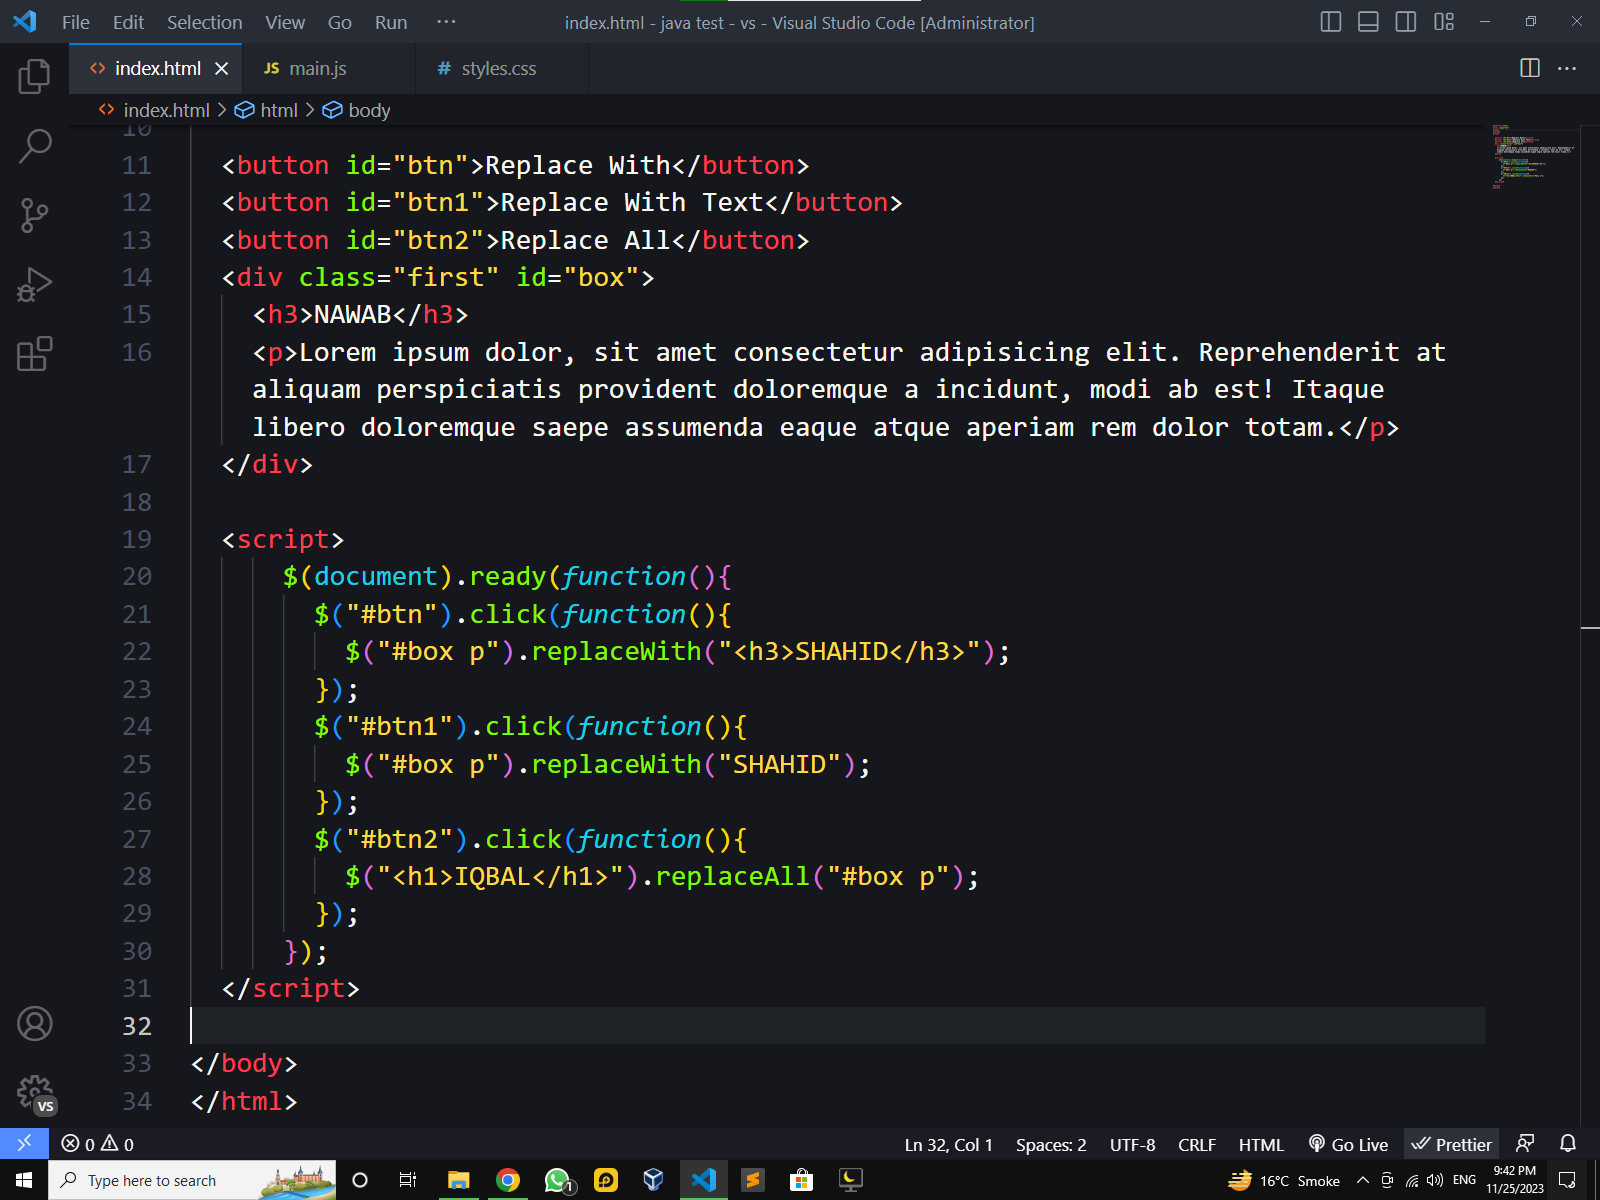 File Edit Selection View Go Run ···
index.html - java test - vs - Visual Studio Code [Administrator]
<> index.html ×
JS main.js
# styles.css
<> index.html > html > body
10
11 <button id="btn">Replace With</button>
12 <button id="btn1">Replace With Text</button>
13 <button id="btn2">Replace All</button>
14 <div class="first" id="box">
15 <h3>NAWAB</h3>
16 <p>Lorem ipsum dolor, sit amet consectetur adipisicing elit. Reprehenderit at
aliquam perspiciatis provident doloremque a incidunt, modi ab est! Itaque
libero doloremque saepe assumenda eaque atque aperiam rem dolor totam.</p>
17 </div>
18
19 <script>
20 $(document).ready(function(){
21 $("#btn").click(function(){
22 $("#box p").replaceWith("<h3>SHAHID</h3>");
23 });
24 $("#btn1").click(function(){
25 $("#box p").replaceWith("SHAHID");
26 });
27 $("#btn2").click(function(){
28 $("<h1>IQBAL</h1>").replaceAll("#box p");
29 });
30 });
31 </script>
32
33 </body>
34 </html>
VS
0 0
Ln 32, Col 1 Spaces: 2 UTF-8 CRLF HTML Go Live Prettier
Type here to search
1
16°C Smoke
ENG
9:42 PM
11/25/2023